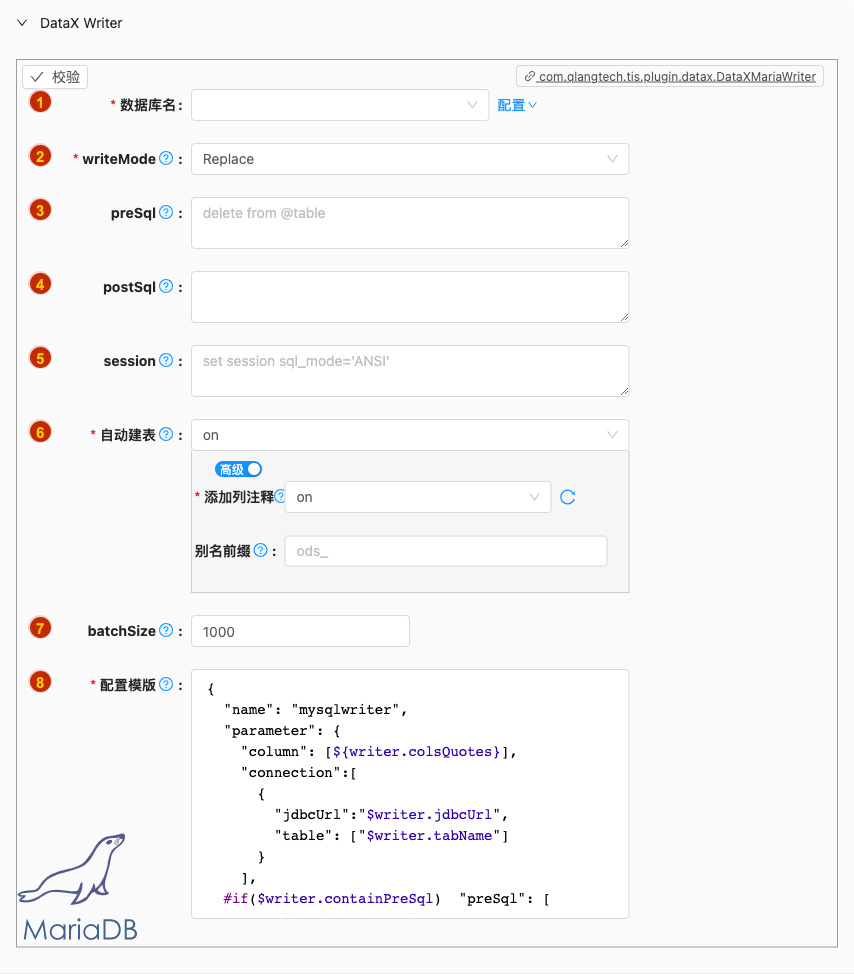 DataX Writer
校验
com.qlangtech.tis.plugin.datax.DataXMariaWriter
1 * 数据库名: 配置
2 * writeMode ? : Replace
3 preSql ? : delete from @table
4 postSql ? :
5 session ? : set session sql_mode='ANSI'
6 * 自动建表 ? : on
高级
* 添加列注释 ? on
别名前缀 ? : ods_
7 batchSize ? : 1000
8 * 配置模版 ? : {
"name": "mysqlwriter",
"parameter": {
"column": [${writer.colsQuotes}],
"connection":[
{
"jdbcUrl":"$writer.jdbcUrl",
"table": ["$writer.tabName"]
}
],
#if($writer.containPreSql)  "preSql": [
MariaDB